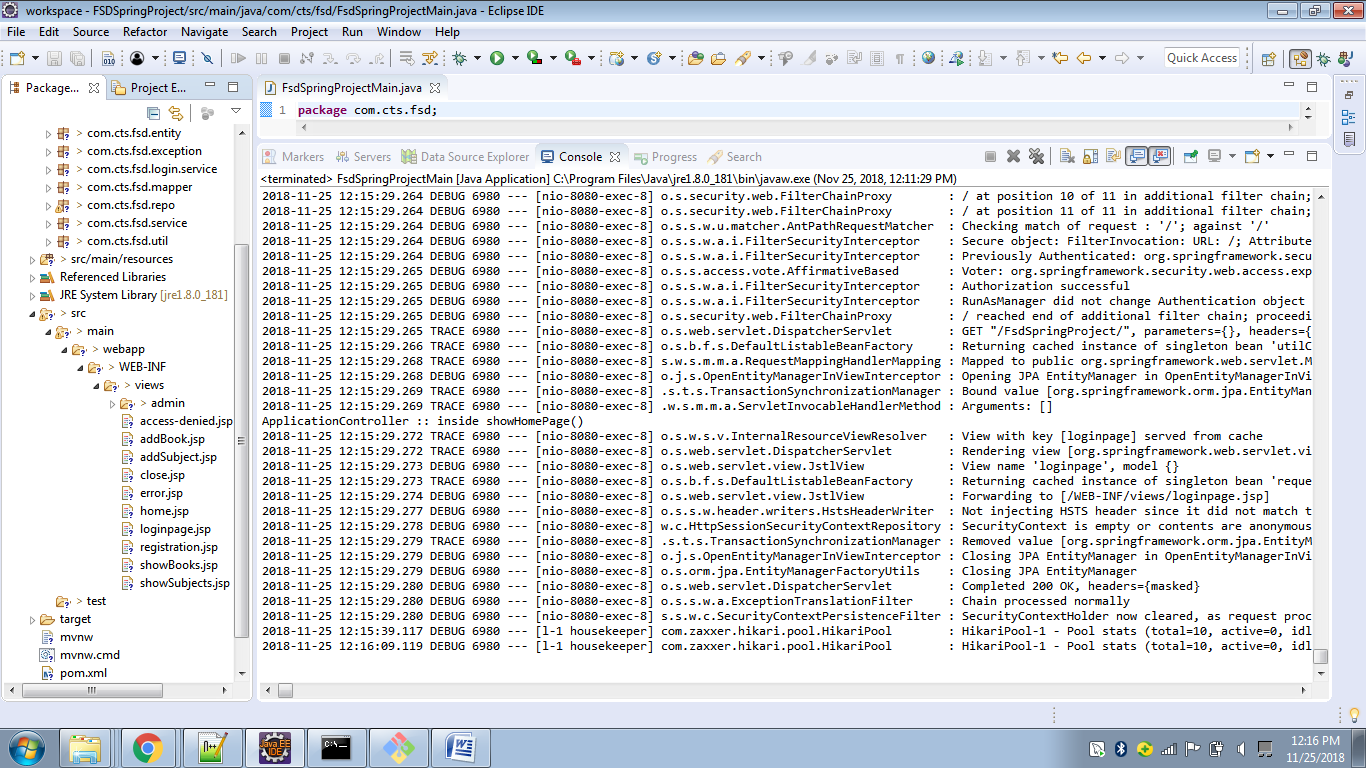 workspace - FSDSpringProject/src/main/java/com/cts/fsd/FsdSpringProjectMain.java - Eclipse IDE
File Edit Source Refactor Navigate Search Project Run Window Help
Quick Access
Package...
Project E...
com.cts.fsd.entity
com.cts.fsd.exception
com.cts.fsd.login.service
com.cts.fsd.mapper
com.cts.fsd.repo
com.cts.fsd.service
com.cts.fsd.util
src/main/resources
Referenced Libraries
JRE System Library [jre1.8.0_181]
src
main
webapp
WEB-INF
views
admin
access-denied.jsp
addBook.jsp
addSubject.jsp
close.jsp
error.jsp
home.jsp
loginpage.jsp
registration.jsp
showBooks.jsp
showSubjects.jsp
test
target
mvnw
mvnw.cmd
pom.xml
FsdSpringProjectMain.java
1 package com.cts.fsd;
Markers Servers Data Source Explorer Console Progress Search
<terminated> FsdSpringProjectMain [Java Application] C:\Program Files\Java\jre1.8.0_181\bin\javaw.exe (Nov 25, 2018, 12:11:29 PM)
2018-11-25 12:15:29.264 DEBUG 6980 --- [nio-8080-exec-8] o.s.security.web.FilterChainProxy : / at position 10 of 11 in additional filter chain;
2018-11-25 12:15:29.264 DEBUG 6980 --- [nio-8080-exec-8] o.s.security.web.FilterChainProxy : / at position 11 of 11 in additional filter chain;
2018-11-25 12:15:29.264 DEBUG 6980 --- [nio-8080-exec-8] o.s.s.w.u.matcher.AntPathRequestMatcher : Checking match of request : '/'; against '/'
2018-11-25 12:15:29.264 DEBUG 6980 --- [nio-8080-exec-8] o.s.s.w.a.i.FilterSecurityInterceptor : Secure object: FilterInvocation: URL: /; Attribute
2018-11-25 12:15:29.264 DEBUG 6980 --- [nio-8080-exec-8] o.s.s.w.a.i.FilterSecurityInterceptor : Previously Authenticated: org.springframework.secu
2018-11-25 12:15:29.265 DEBUG 6980 --- [nio-8080-exec-8] o.s.s.access.vote.AffirmativeBased : Voter: org.springframework.security.web.access.exp
2018-11-25 12:15:29.265 DEBUG 6980 --- [nio-8080-exec-8] o.s.s.w.a.i.FilterSecurityInterceptor : Authorization successful
2018-11-25 12:15:29.265 DEBUG 6980 --- [nio-8080-exec-8] o.s.s.w.a.i.FilterSecurityInterceptor : RunAsManager did not change Authentication object
2018-11-25 12:15:29.265 DEBUG 6980 --- [nio-8080-exec-8] o.s.security.web.FilterChainProxy : / reached end of additional filter chain; proceedi
2018-11-25 12:15:29.265 TRACE 6980 --- [nio-8080-exec-8] o.s.web.servlet.DispatcherServlet : GET "/FsdSpringProject/", parameters={}, headers={
2018-11-25 12:15:29.265 TRACE 6980 --- [nio-8080-exec-8] o.s.b.f.s.DefaultListableBeanFactory : Returning cached instance of singleton bean 'utilC
2018-11-25 12:15:29.268 TRACE 6980 --- [nio-8080-exec-8] s.w.s.m.m.a.RequestMappingHandlerMapping : Mapped to public org.springframework.web.servlet.M
2018-11-25 12:15:29.268 DEBUG 6980 --- [nio-8080-exec-8] o.j.s.OpenEntityManagerInViewInterceptor : Opening JPA EntityManager in OpenEntityManagerInVi
2018-11-25 12:15:29.269 TRACE 6980 --- [nio-8080-exec-8] .s.t.s.TransactionSynchronizationManager : Bound value [org.springframework.orm.jpa.EntityMan
2018-11-25 12:15:29.269 TRACE 6980 --- [nio-8080-exec-8] .w.s.m.m.a.ServletInvocableHandlerMethod : Arguments: []
ApplicationController :: inside showHomePage()
2018-11-25 12:15:29.272 TRACE 6980 --- [nio-8080-exec-8] o.s.w.s.v.InternalResourceViewResolver : View with key [loginpage] served from cache
2018-11-25 12:15:29.272 TRACE 6980 --- [nio-8080-exec-8] o.s.web.servlet.DispatcherServlet : Rendering view [org.springframework.web.servlet.vi
2018-11-25 12:15:29.273 DEBUG 6980 --- [nio-8080-exec-8] o.s.web.servlet.view.JstlView : View name 'loginpage', model {}
2018-11-25 12:15:29.273 TRACE 6980 --- [nio-8080-exec-8] o.s.b.f.s.DefaultListableBeanFactory : Returning cached instance of singleton bean 'reque
2018-11-25 12:15:29.274 DEBUG 6980 --- [nio-8080-exec-8] o.s.web.servlet.view.JstlView : Forwarding to [/WEB-INF/views/loginpage.jsp]
2018-11-25 12:15:29.277 DEBUG 6980 --- [nio-8080-exec-8] o.s.s.w.header.writers.HstsHeaderWriter : Not injecting HSTS header since it did not match t
2018-11-25 12:15:29.278 DEBUG 6980 --- [nio-8080-exec-8] w.c.HttpSessionSecurityContextRepository : SecurityContext is empty or contents are anonymous
2018-11-25 12:15:29.279 TRACE 6980 --- [nio-8080-exec-8] .s.t.s.TransactionSynchronizationManager : Removed value [org.springframework.orm.jpa.EntityM
2018-11-25 12:15:29.279 DEBUG 6980 --- [nio-8080-exec-8] o.j.s.OpenEntityManagerInViewInterceptor : Closing JPA EntityManager in OpenEntityManagerInVi
2018-11-25 12:15:29.279 DEBUG 6980 --- [nio-8080-exec-8] o.s.orm.jpa.EntityManagerFactoryUtils : Closing JPA EntityManager
2018-11-25 12:15:29.280 DEBUG 6980 --- [nio-8080-exec-8] o.s.web.servlet.DispatcherServlet : Completed 200 OK, headers={masked}
2018-11-25 12:15:29.280 DEBUG 6980 --- [nio-8080-exec-8] o.s.s.w.a.ExceptionTranslationFilter : Chain processed normally
2018-11-25 12:15:29.280 DEBUG 6980 --- [nio-8080-exec-8] s.s.w.c.SecurityContextPersistenceFilter : SecurityContextHolder now cleared, as request proc
2018-11-25 12:15:39.117 DEBUG 6980 --- [l-1 housekeeper] com.zaxxer.hikari.pool.HikariPool : HikariPool-1 - Pool stats (total=10, active=0, idl
2018-11-25 12:16:09.119 DEBUG 6980 --- [l-1 housekeeper] com.zaxxer.hikari.pool.HikariPool : HikariPool-1 - Pool stats (total=10, active=0, idl
12:16 PM
11/25/2018